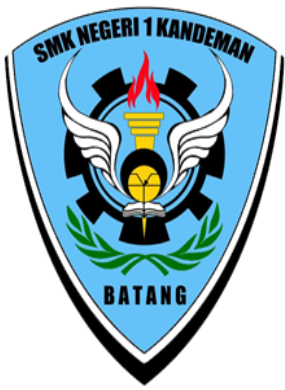 SMK NEGERI 1 KANDEMAN
BATANG